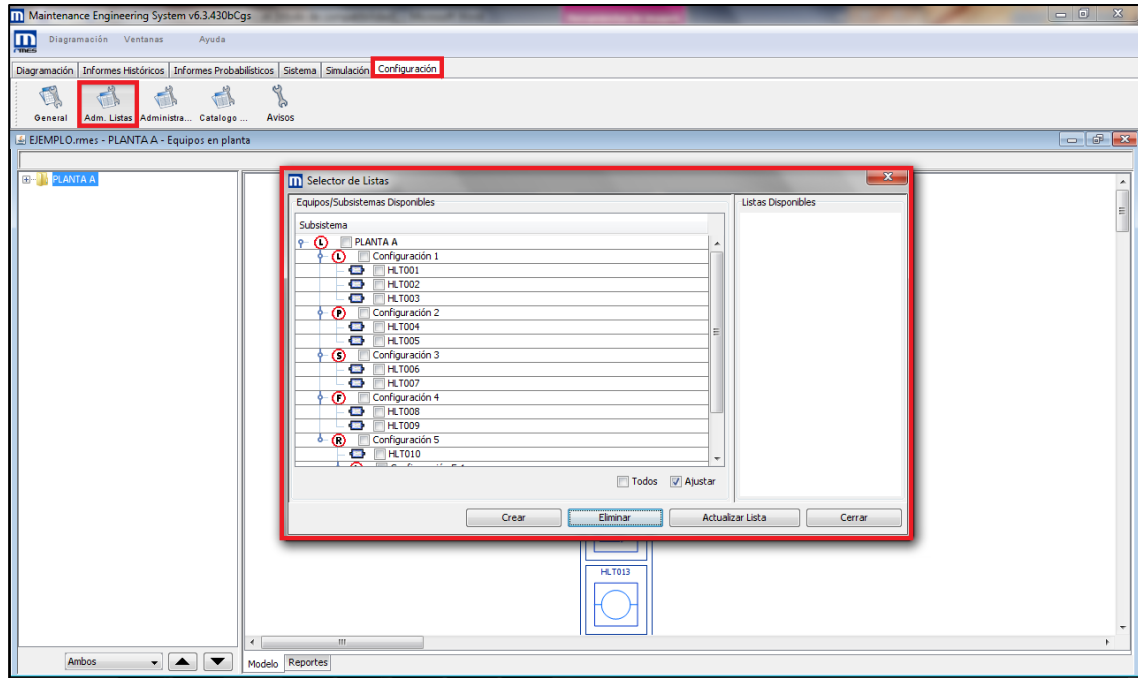 Maintenance Engineering System v6.3.430bCgs
Diagramación Ventanas Ayuda
Diagramación Informes Históricos Informes Probabilísticos Sistema Simulación Configuración
General Adm. Listas Administra... Catalogo ... Avisos
EJEMPLO.rmes - PLANTA A - Equipos en planta
PLANTA A
Selector de Listas
Equipos/Subsistemas Disponibles Listas Disponibles
Subsistema
L PLANTA A
L Configuración 1
HLT001
HLT002
HLT003
P Configuración 2
HLT004
HLT005
S Configuración 3
HLT006
HLT007
F Configuración 4
HLT008
HLT009
R Configuración 5
HLT010
Todos Ajustar
Crear Eliminar Actualizar Lista Cerrar
HLT013
Ambos
Modelo Reportes